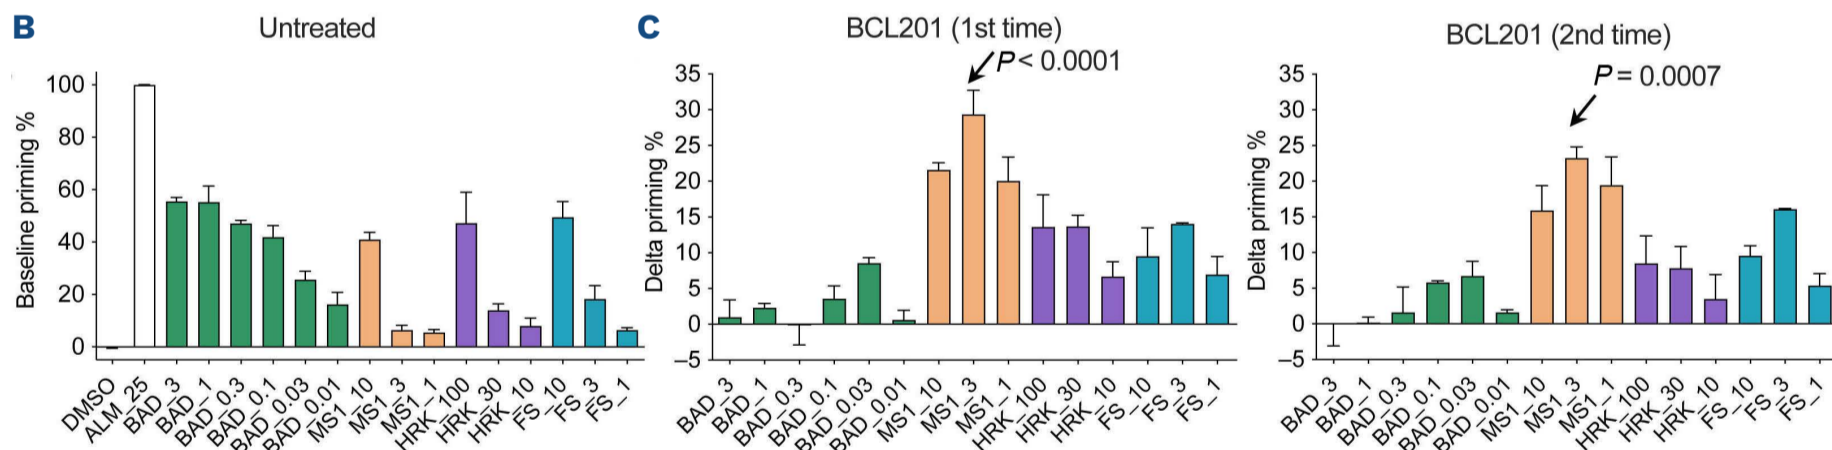 B
Untreated
Baseline priming %
100
80
60
40
20
0
DMSO
ALM_25
BAD_3
BAD_1
BAD_0.3
BAD_0.1
BAD_0.03
BAD_0.01
MS1_10
MS1_3
MS1_1
HRK_100
HRK_30
HRK_10
FS_10
FS_3
FS_1
C
BCL201 (1st time)
P < 0.0001
Delta priming %
35
30
25
20
15
10
5
0
–5
BAD_3
BAD_1
BAD_0.3
BAD_0.1
BAD_0.03
BAD_0.01
MS1_10
MS1_3
MS1_1
HRK_100
HRK_30
HRK_10
FS_10
FS_3
FS_1
BCL201 (2nd time)
P = 0.0007
Delta priming %
35
30
25
20
15
10
5
0
–5
BAD_3
BAD_1
BAD_0.3
BAD_0.1
BAD_0.03
BAD_0.01
MS1_10
MS1_3
MS1_1
HRK_100
HRK_30
HRK_10
FS_10
FS_3
FS_1